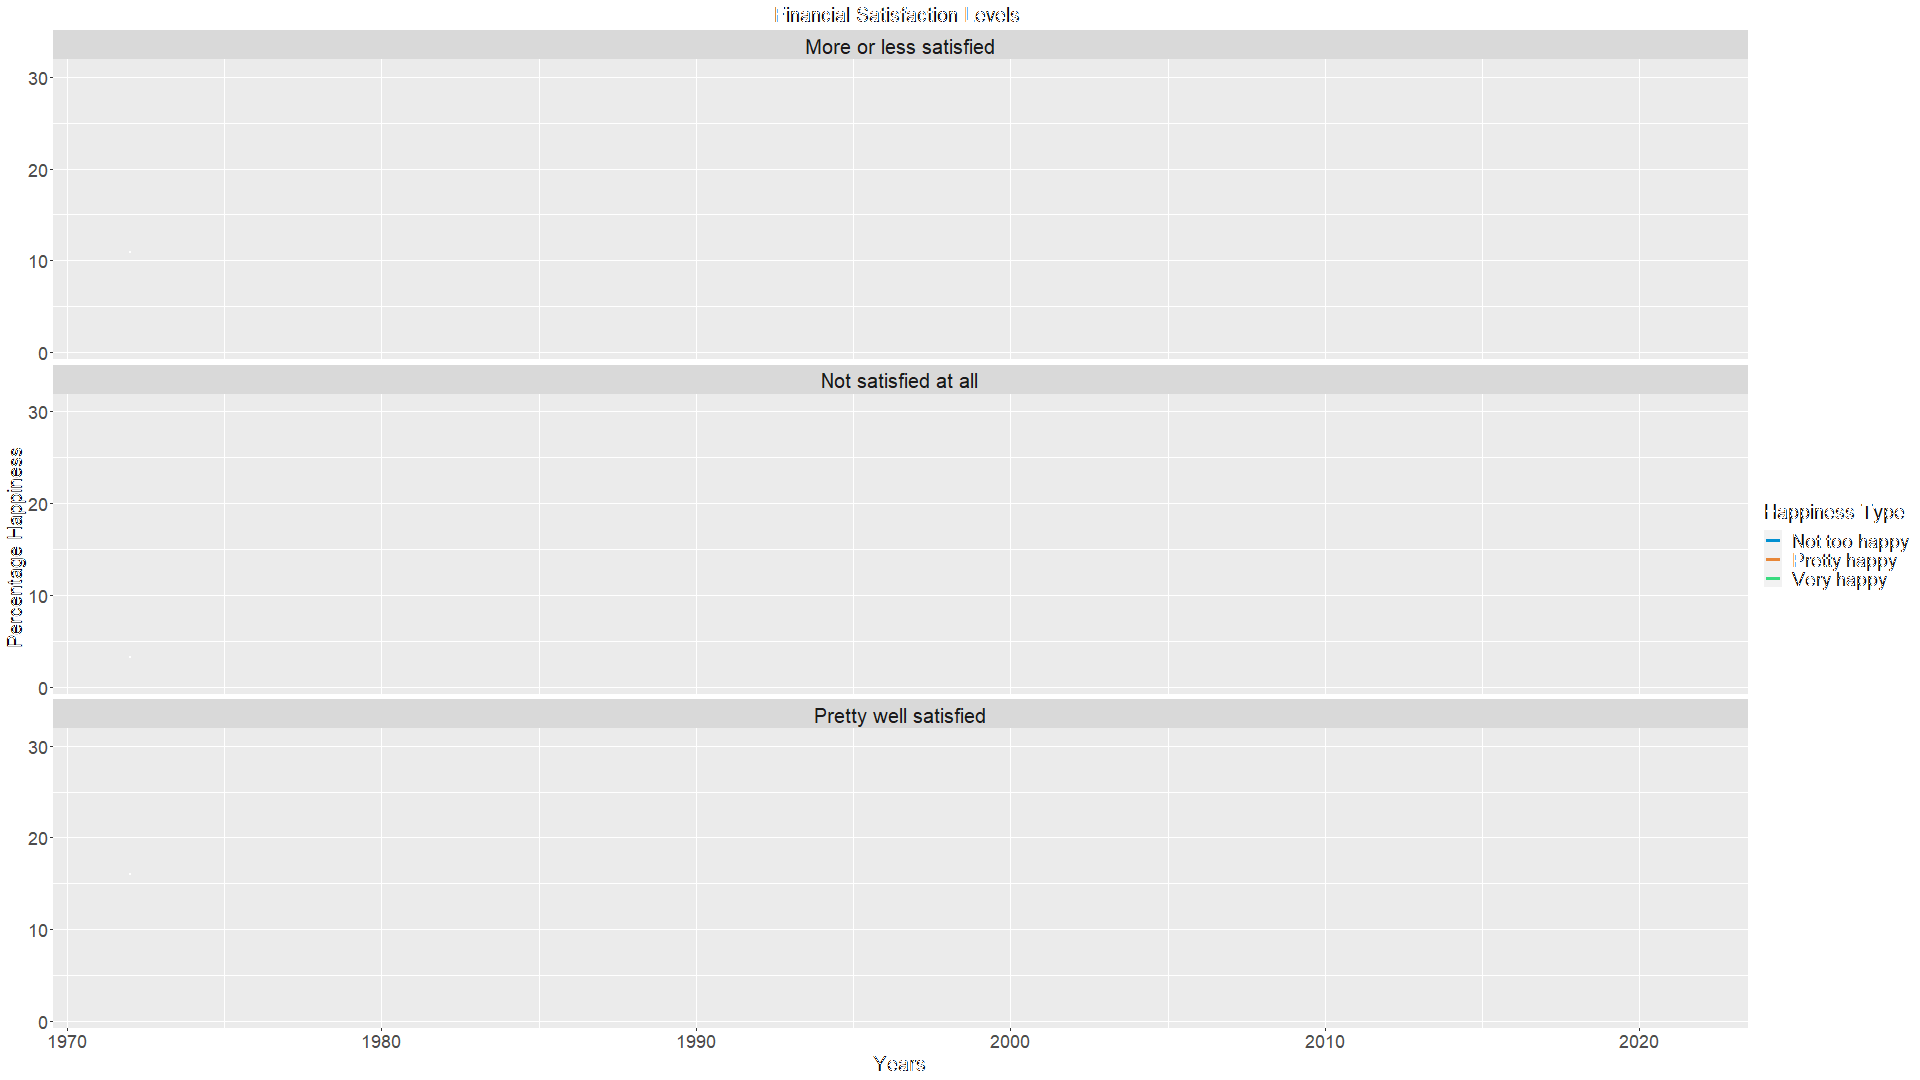 Financial Satisfaction Levels
More or less satisfied
30
20
10
0
Not satisfied at all
30
20
10
0
Pretty well satisfied
30
20
10
0
1970 1980 1990 2000 2010 2020
Years
Percentage Happiness
Happiness Type
Not too happy
Pretty happy
Very happy